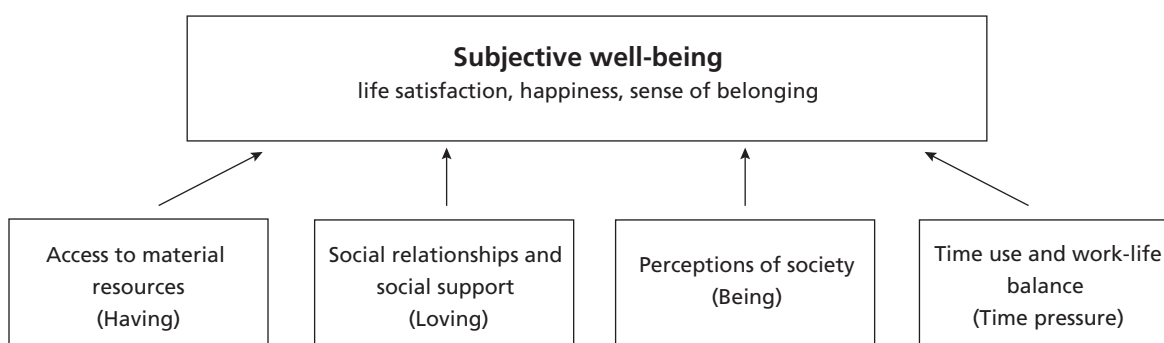 Subjective well-being
life satisfaction, happiness, sense of belonging
Access to material
resources
(Having)
Social relationships and
social support
(Loving)
Perceptions of society
(Being)
Time use and work-life
balance
(Time pressure)